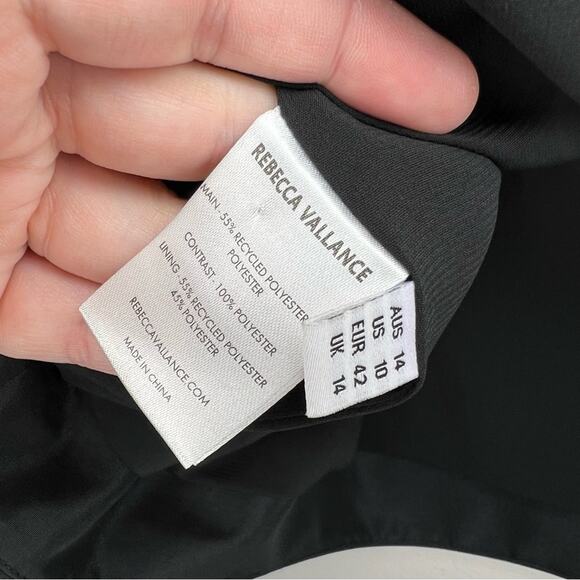 REBECCA VALLANCE
MAIN - 55% RECYCLED POLYESTER
POLYESTER
CONTRAST - 100% POLYESTER
LINING - 55% RECYCLED POLYESTER
45% POLYESTER
REBECCAVALLANCE.COM
MADE IN CHINA
AUS 14
US 10
EUR 42
UK 14